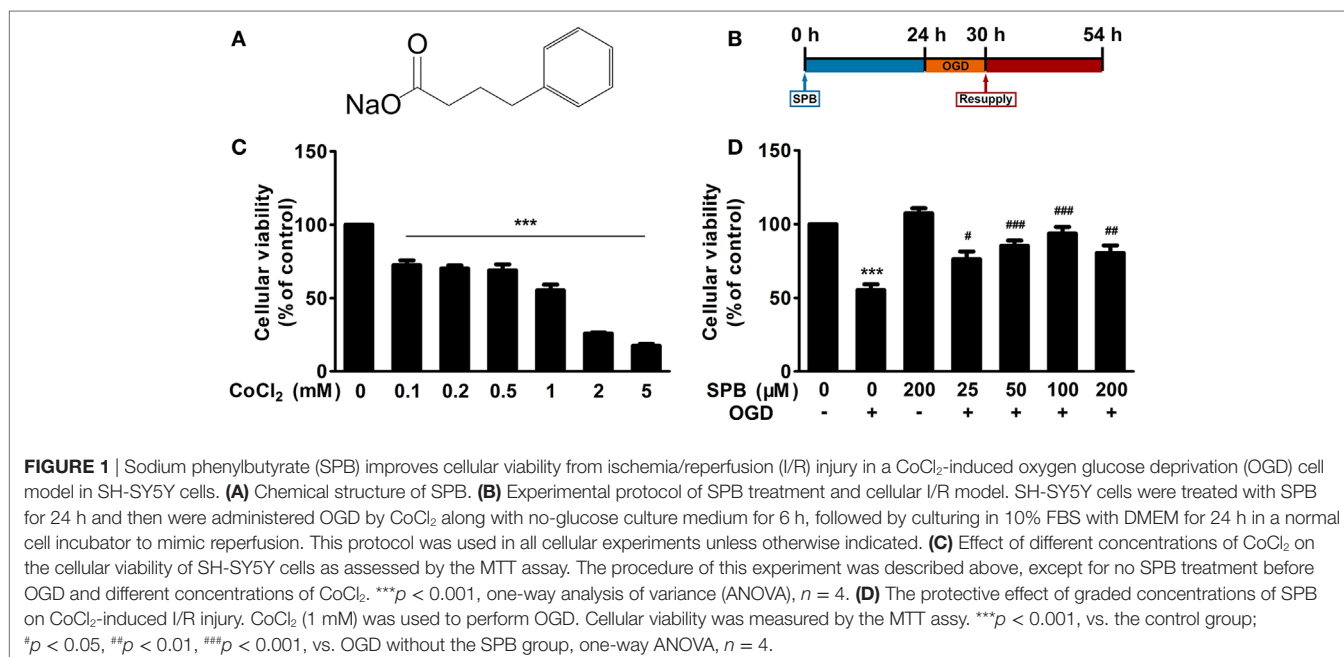 A
O
NaO
B
0 h 24 h 30 h 54 h
OGD
SPB Resupply
C
Cellular viability
(% of control)
150
100
50
0
***
CoCl2 (mM) 0 0.1 0.2 0.5 1 2 5
D
Cellular viability
(% of control)
150
100
50
0
*** # ### ### ##
SPB (µM) 0 0 200 25 50 100 200
OGD - + - + + + +
FIGURE 1 | Sodium phenylbutyrate (SPB) improves cellular viability from ischemia/reperfusion (I/R) injury in a CoCl2-induced oxygen glucose deprivation (OGD) cell
model in SH-SY5Y cells. (A) Chemical structure of SPB. (B) Experimental protocol of SPB treatment and cellular I/R model. SH-SY5Y cells were treated with SPB
for 24 h and then were administered OGD by CoCl2 along with no-glucose culture medium for 6 h, followed by culturing in 10% FBS with DMEM for 24 h in a normal
cell incubator to mimic reperfusion. This protocol was used in all cellular experiments unless otherwise indicated. (C) Effect of different concentrations of CoCl2 on
the cellular viability of SH-SY5Y cells as assessed by the MTT assay. The procedure of this experiment was described above, except for no SPB treatment before
OGD and different concentrations of CoCl2. ***p < 0.001, one-way analysis of variance (ANOVA), n = 4. (D) The protective effect of graded concentrations of SPB
on CoCl2-induced I/R injury. CoCl2 (1 mM) was used to perform OGD. Cellular viability was measured by the MTT assy. ***p < 0.001, vs. the control group;
#p < 0.05, ##p < 0.01, ###p < 0.001, vs. OGD without the SPB group, one-way ANOVA, n = 4.